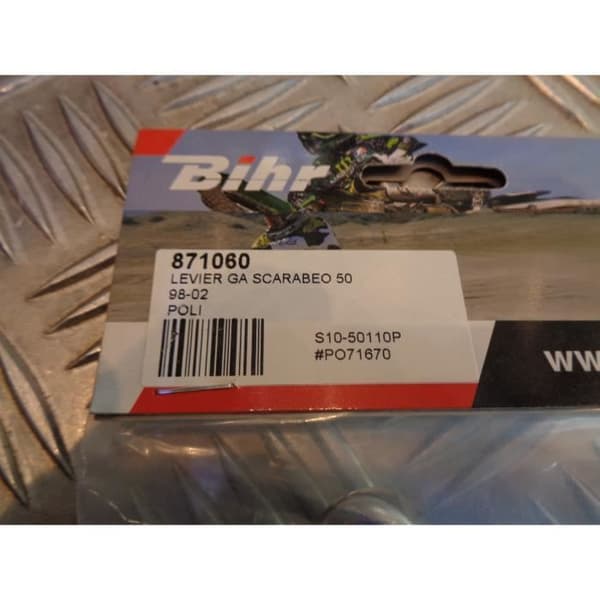 Bihr
871060
LEVIER GA SCARABEO 50
98-02
POLI
S10-50110P
#PO71670
WW